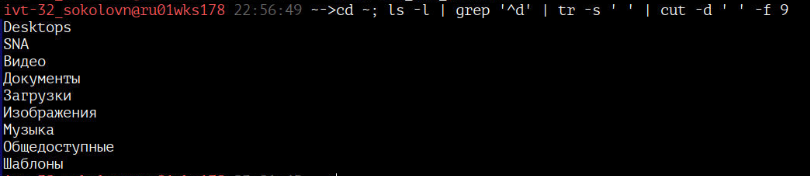 ivt-32_sokolovn@ru01wks178 22:56:49 ~-->cd ~; ls -l | grep '^d' | tr -s ' ' | cut -d ' ' -f 9
Desktops
SNA
Видео
Документы
Загрузки
Изображения
Музыка
Общедоступные
Шаблоны